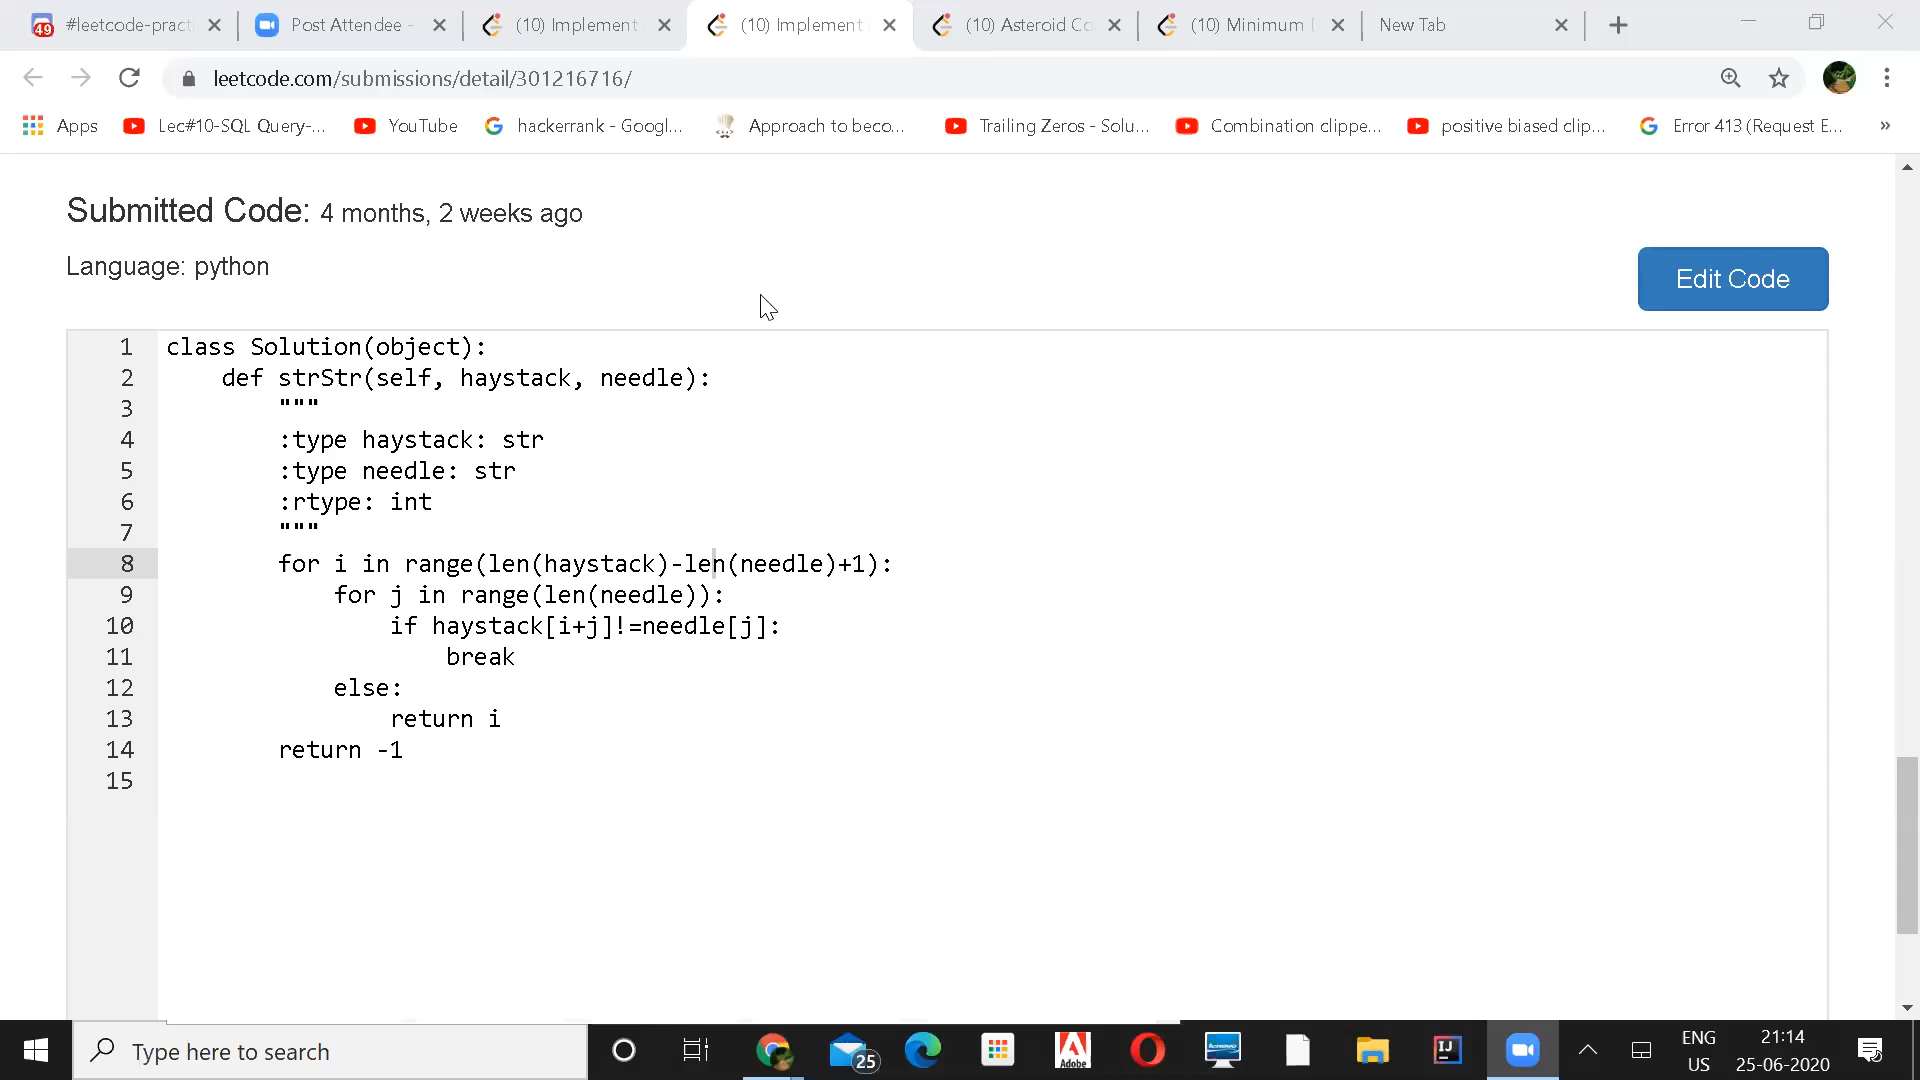 49 #leetcode-pract Post Attendee - (10) Implement (10) Implement (10) Asteroid Co (10) Minimum New Tab
leetcode.com/submissions/detail/301216716/
Apps Lec#10-SQL Query-... YouTube hackerrank - Googl... Approach to beco... Trailing Zeros - Solu... Combination clippe... positive biased clip... Error 413 (Request E... »
Submitted Code: 4 months, 2 weeks ago
Language: python
Edit Code
1 class Solution(object):
2     def strStr(self, haystack, needle):
3         """
4         :type haystack: str
5         :type needle: str
6         :rtype: int
7         """
8         for i in range(len(haystack)-len(needle)+1):
9             for j in range(len(needle)):
10                 if haystack[i+j]!=needle[j]:
11                     break
12             else:
13                 return i
14         return -1
15
Type here to search 25 Adobe IJ ENG 21:14
US 25-06-2020